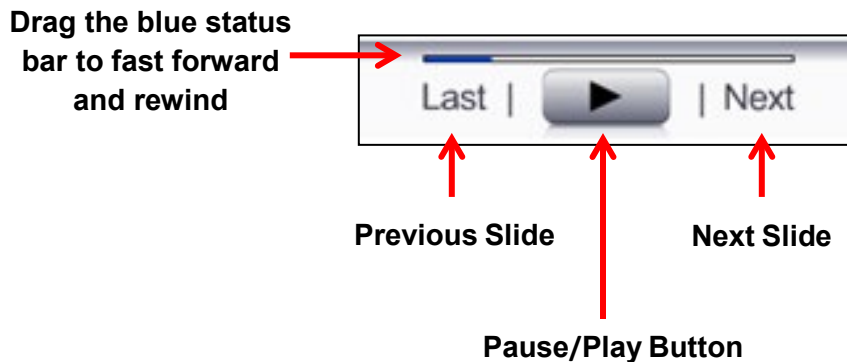 Drag the blue status
bar to fast forward
and rewind
Last | | Next
Previous Slide
Next Slide
Pause/Play Button